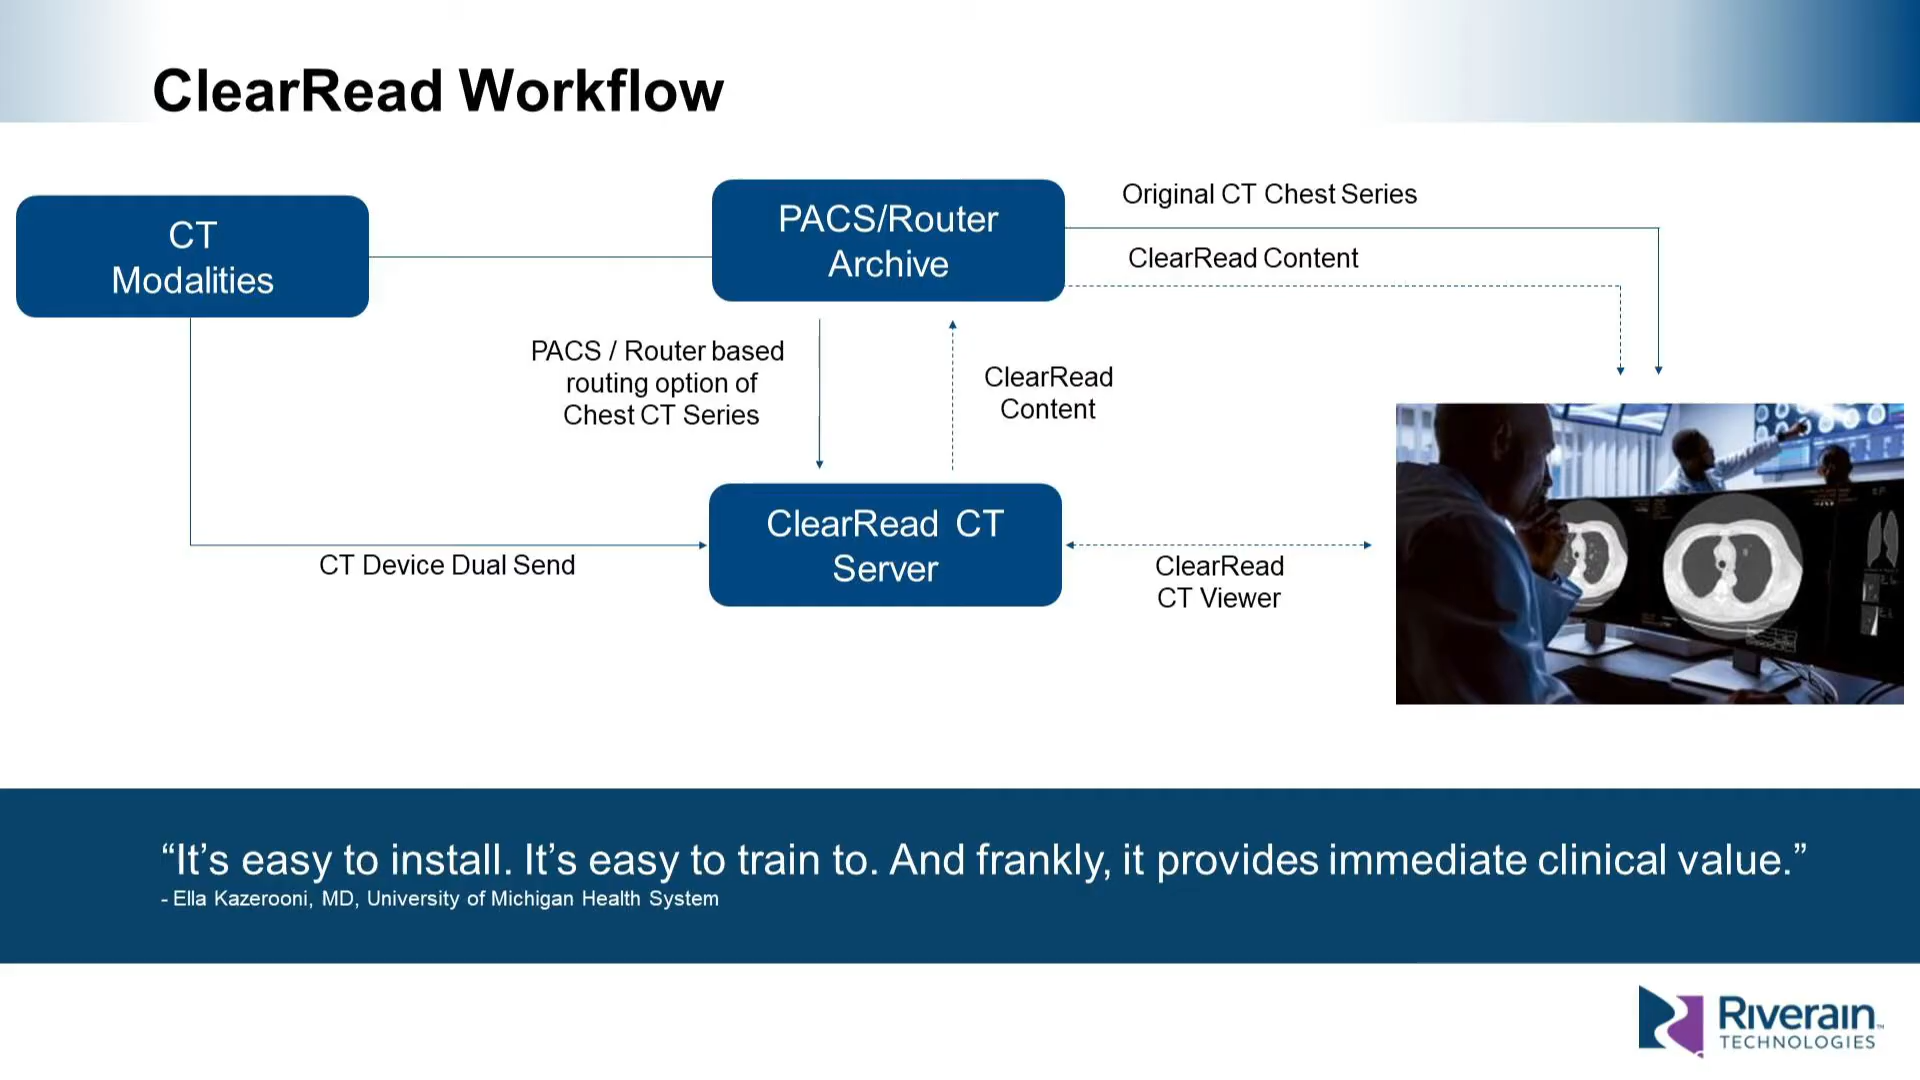 ClearRead Workflow
CT
Modalities
PACS/Router
Archive
Original CT Chest Series
ClearRead Content
PACS / Router based
routing option of
Chest CT Series
ClearRead
Content
CT Device Dual Send
ClearRead CT
Server
ClearRead
CT Viewer
“It’s easy to install. It’s easy to train to. And frankly, it provides immediate clinical value.”
- Ella Kazerooni, MD, University of Michigan Health System
Riverain™
TECHNOLOGIES